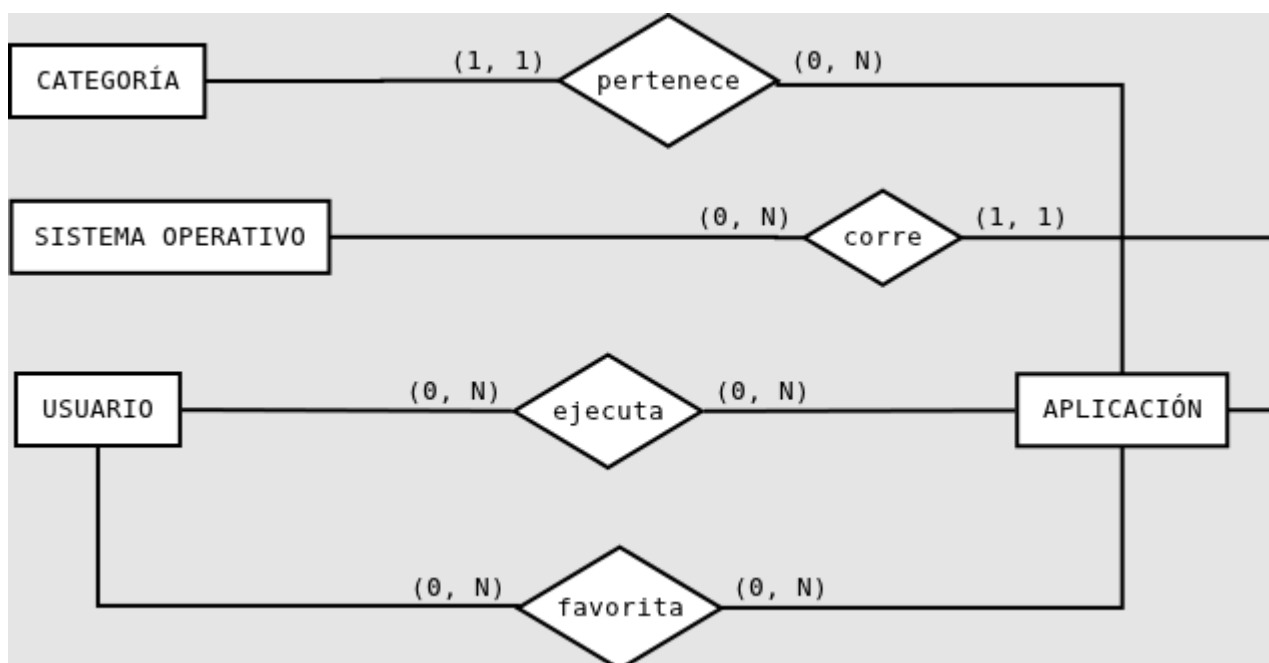 CATEGORÍA (1, 1) pertenece (0, N)
SISTEMA OPERATIVO (0, N) corre (1, 1)
(0, N) (0, N)
USUARIO ejecuta APLICACIÓN
(0, N) favorita (0, N)